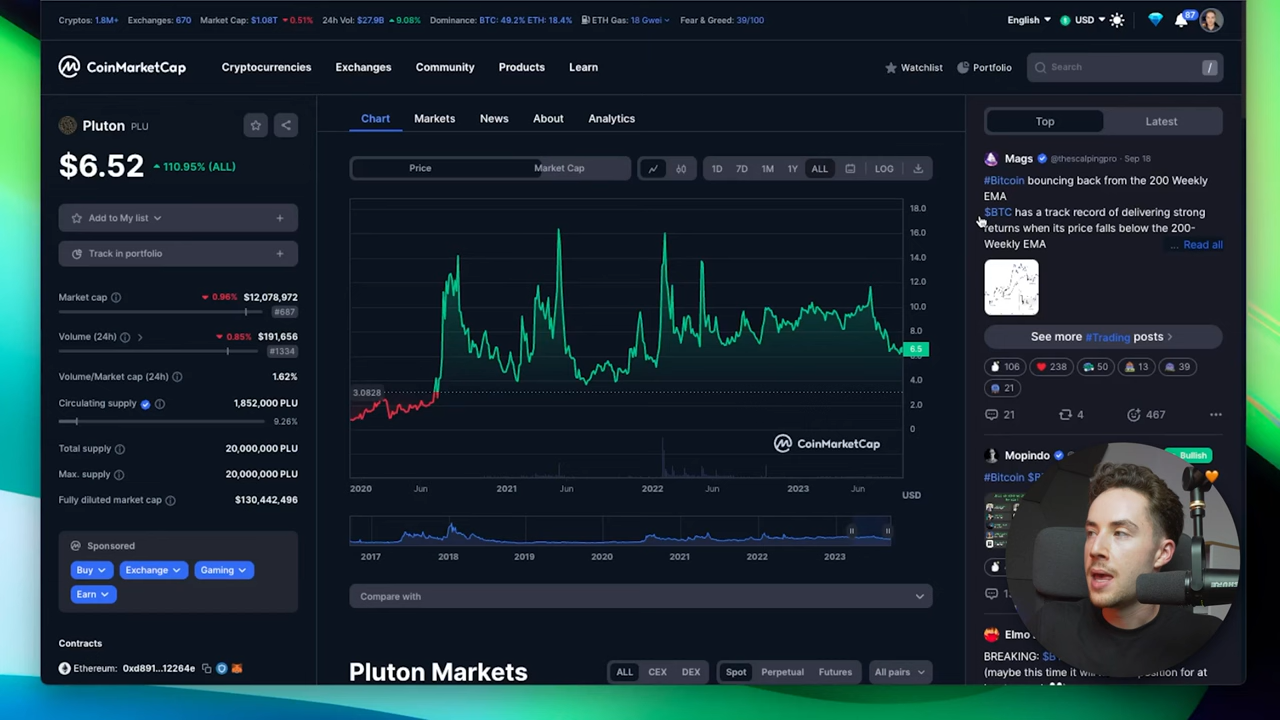 Cryptos: 1.8M+ Exchanges: 670 Market Cap: $1.08T 0.51% 24h Vol: $27.9B 9.08% Dominance: BTC: 49.2% ETH: 18.4% ETH Gas: 18 Gwei Fear & Greed: 39/100
English USD 87
CoinMarketCap
Cryptocurrencies Exchanges Community Products Learn
Watchlist Portfolio Search /
Pluton PLU
$6.52 110.95% (ALL)
Add to My list +
Track in portfolio +
Market cap 0.96% $12,078,972
#687
Volume (24h) 0.85% $191,656
#1334
Volume/Market cap (24h) 1.62%
Circulating supply 1,852,000 PLU
9.26%
Total supply 20,000,000 PLU
Max. supply 20,000,000 PLU
Fully diluted market cap $130,442,496
Sponsored
Buy Exchange Gaming
Earn
Contracts
Ethereum: 0xd891...12264e
Chart Markets News About Analytics
Price Market Cap 1D 7D 1M 1Y ALL LOG
18.0
16.0
14.0
12.0
10.0
8.0
6.5
4.0
3.0828
2.0
0
CoinMarketCap
2020 Jun 2021 Jun 2022 Jun 2023 Jun
USD
2017 2018 2019 2020 2021 2022 2023
Compare with
Pluton Markets ALL CEX DEX Spot Perpetual Futures All pairs
Top Latest
Mags @thescalpingpro · Sep 18
#Bitcoin bouncing back from the 200 Weekly
EMA
$BTC has a track record of delivering strong
returns when its price falls below the 200-
Weekly EMA ... Read all
See more #Trading posts
106 238 50 13 39
21
21 4 467 ...
Mopindo Bullish
#Bitcoin
Elmo
BREAKING:
(maybe this time it
for at